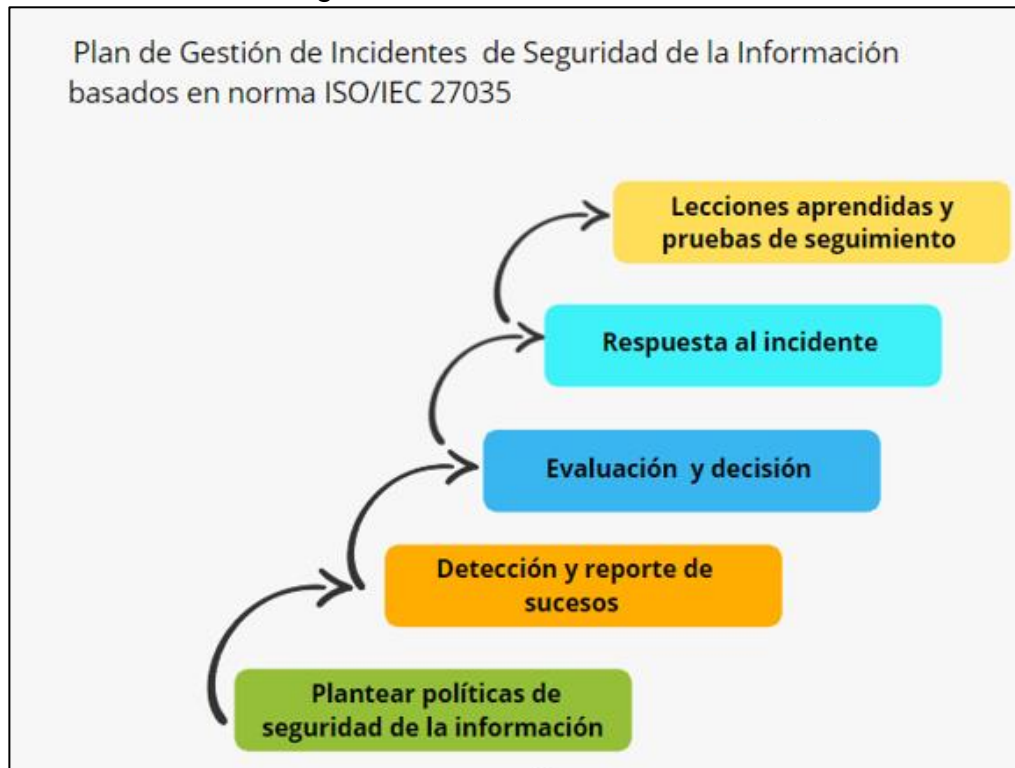 Plan de Gestión de Incidentes de Seguridad de la Información
basados en norma ISO/IEC 27035
Lecciones aprendidas y
pruebas de seguimiento
Respuesta al incidente
Evaluación y decisión
Detección y reporte de
sucesos
Plantear políticas de
seguridad de la información